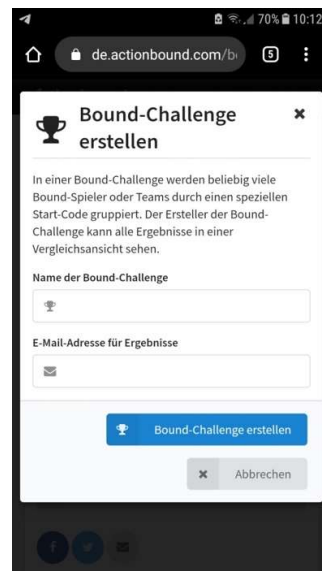 70% 10:12
de.actionbound.com/b
5
Bound-Challenge
erstellen
In einer Bound-Challenge werden beliebig viele
Bound-Spieler oder Teams durch einen speziellen
Start-Code gruppiert. Der Ersteller der Bound-
Challenge kann alle Ergebnisse in einer
Vergleichsansicht sehen.
Name der Bound-Challenge
E-Mail-Adresse für Ergebnisse
Bound-Challenge erstellen
Abbrechen